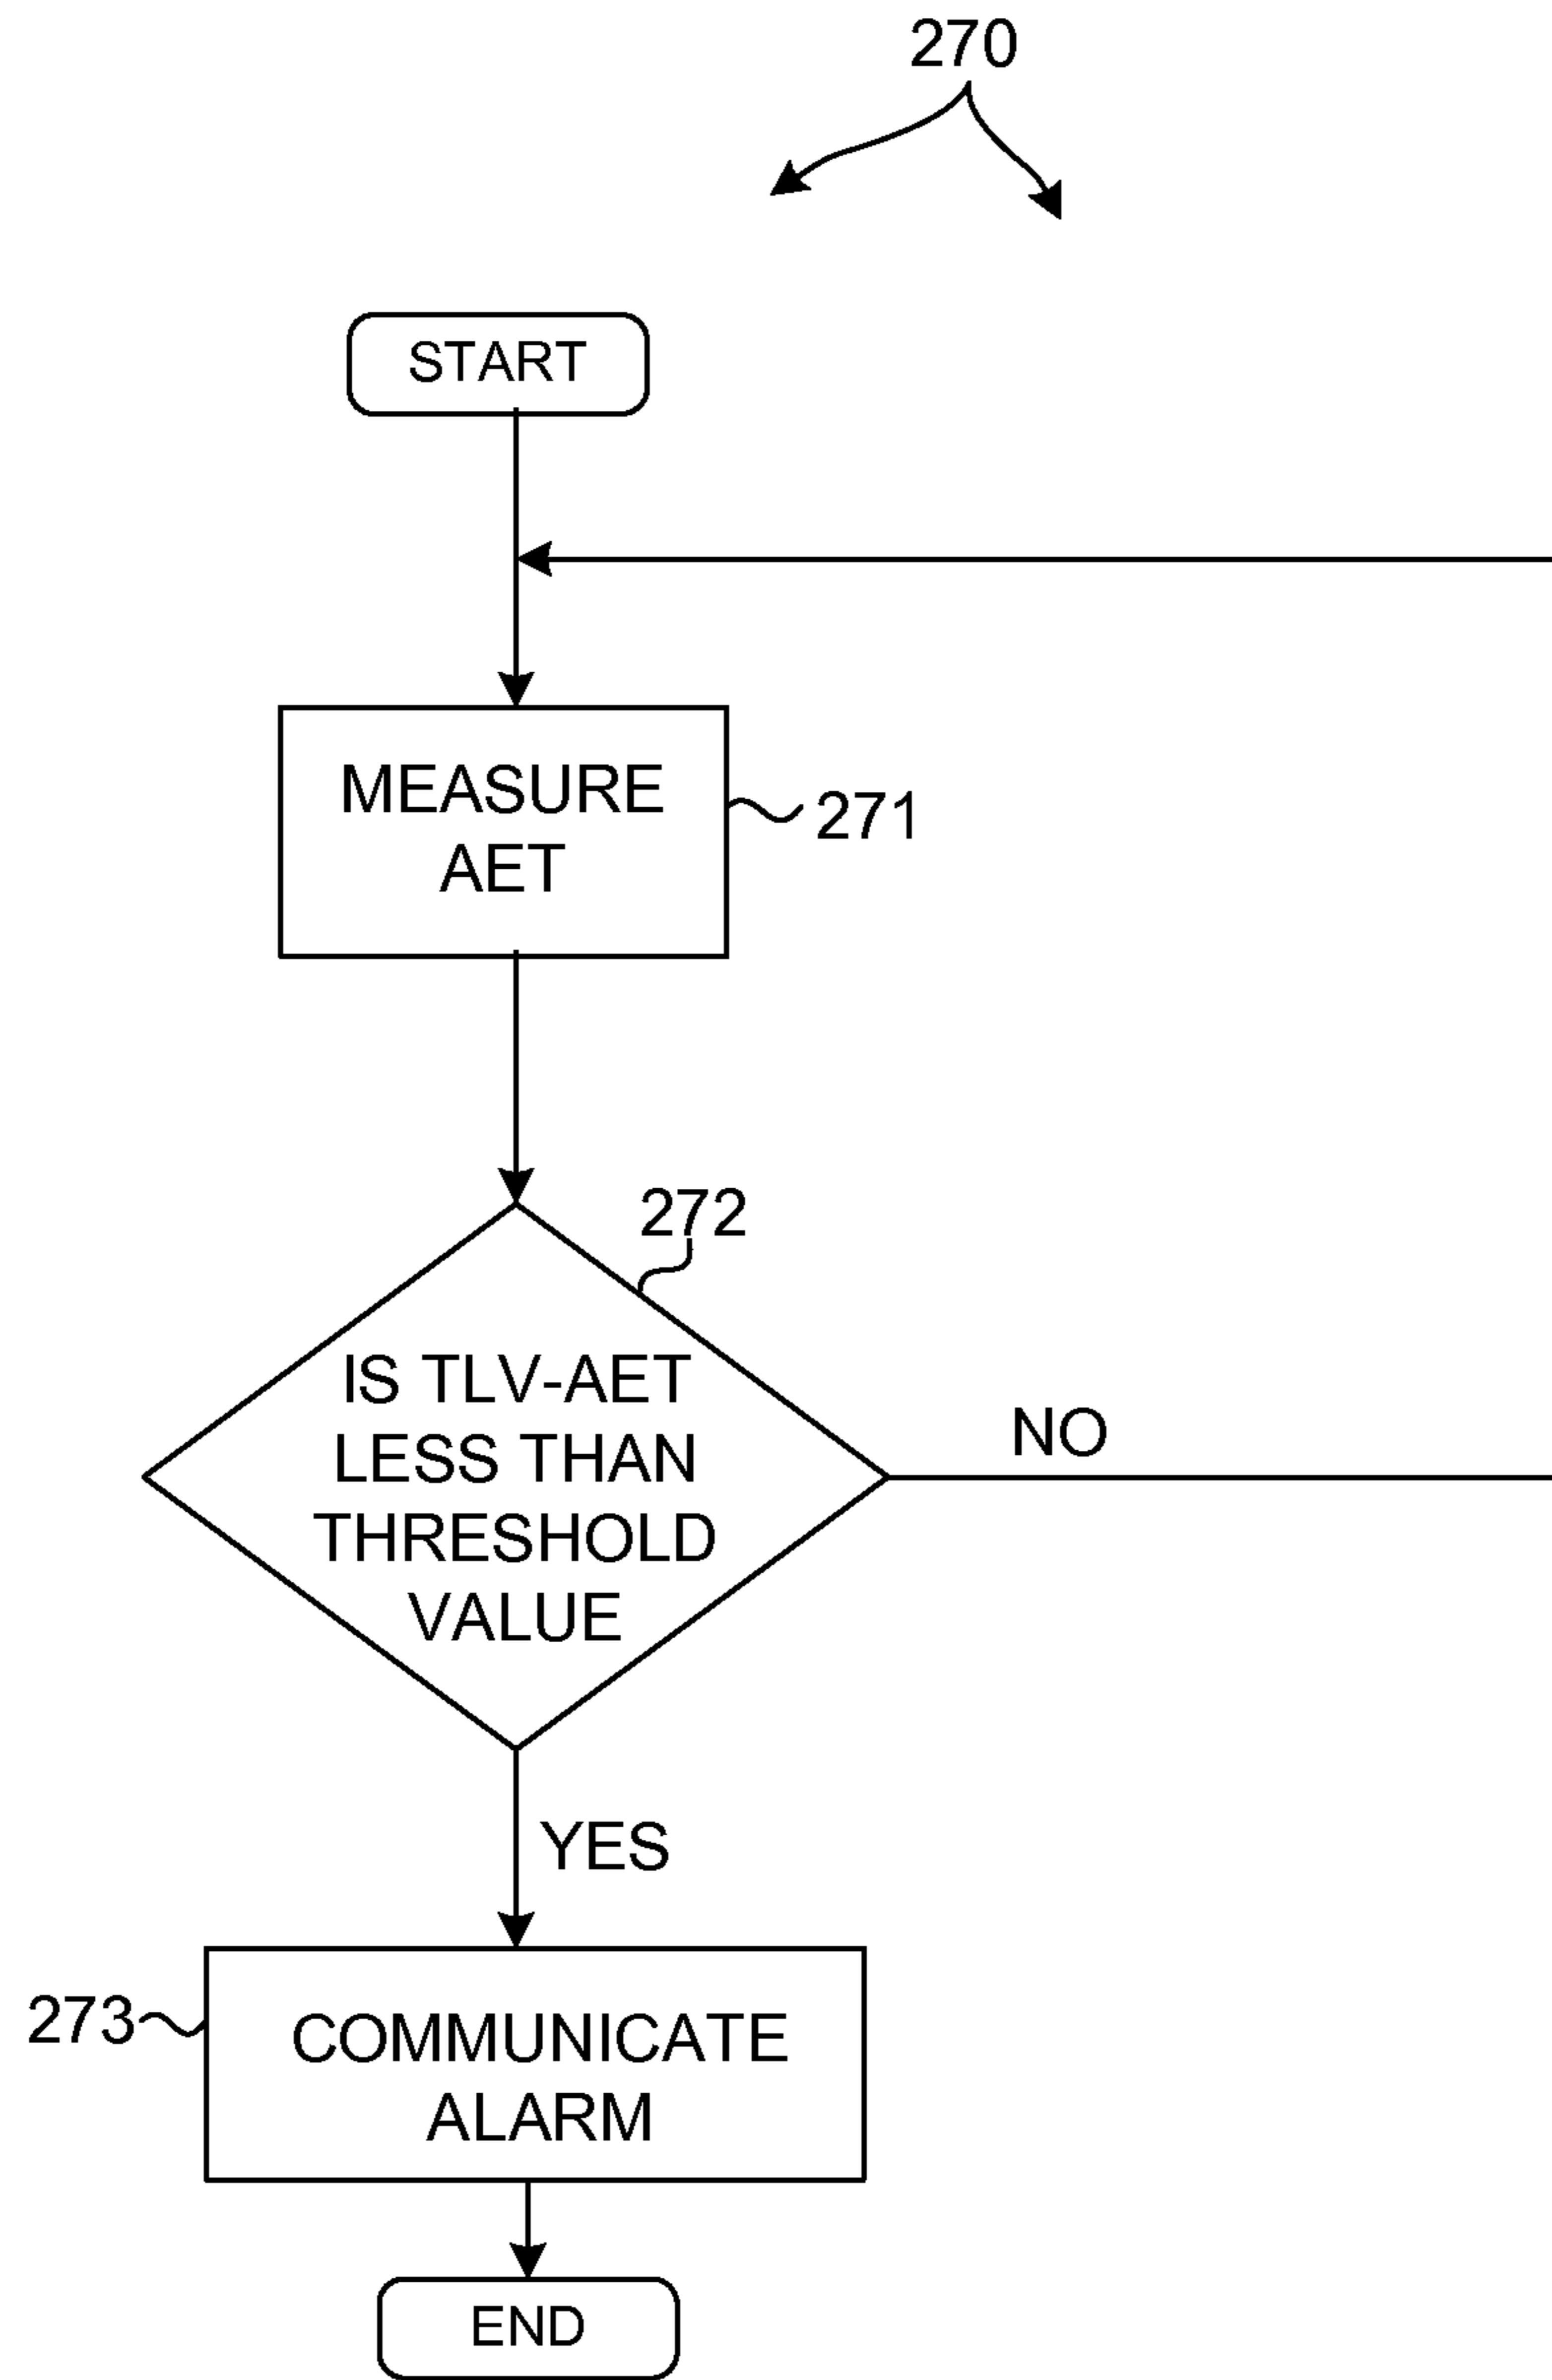 270
START
MEASURE
AET
271
272
IS TLV-AET
LESS THAN
THRESHOLD
VALUE
NO
YES
273
COMMUNICATE
ALARM
END